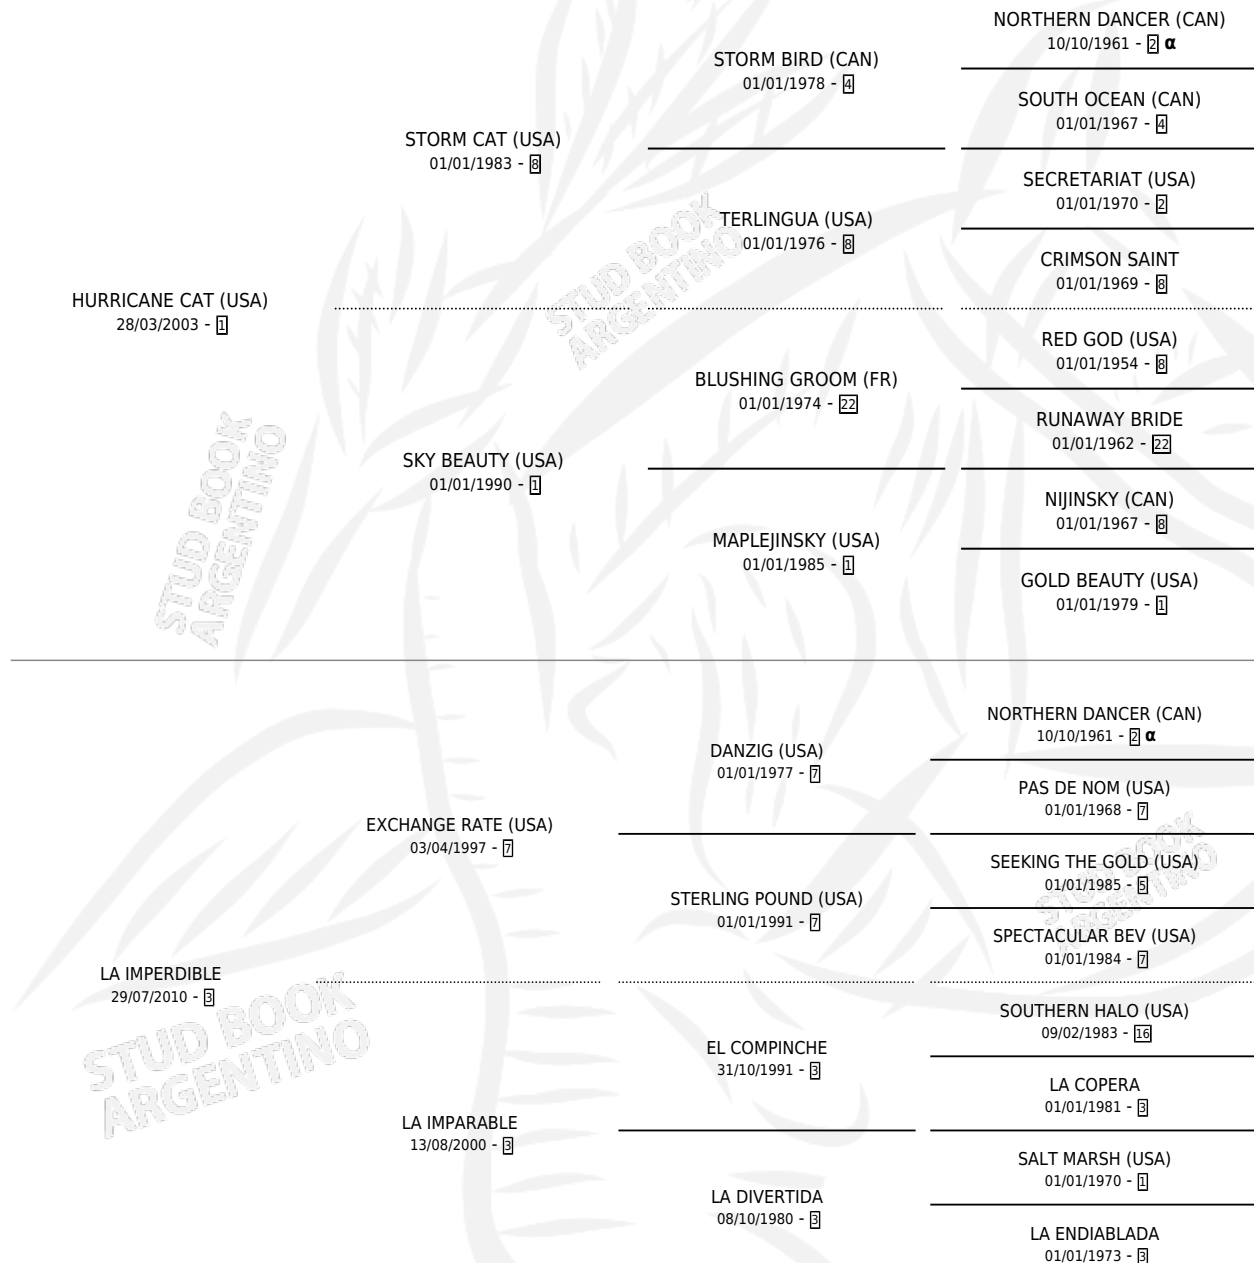 NORTHERN DANCER (CAN)
10/10/1961 - 2 α
STORM BIRD (CAN)
01/01/1978 - 4
SOUTH OCEAN (CAN)
01/01/1967 - 4
STORM CAT (USA)
01/01/1983 - 8
SECRETARIAT (USA)
01/01/1970 - 2
TERLINGUA (USA)
01/01/1976 - 8
CRIMSON SAINT
01/01/1969 - 8
STUD BOOK
ARGENTINO
HURRICANE CAT (USA)
28/03/2003 - 1
RED GOD (USA)
01/01/1954 - 8
BLUSHING GROOM (FR)
01/01/1974 - 22
RUNAWAY BRIDE
01/01/1962 - 22
SKY BEAUTY (USA)
01/01/1990 - 1
NIJINSKY (CAN)
01/01/1967 - 8
MAPLEJINSKY (USA)
01/01/1985 - 1
GOLD BEAUTY (USA)
01/01/1979 - 1
STUD BOOK
ARGENTINO
NORTHERN DANCER (CAN)
10/10/1961 - 2 α
DANZIG (USA)
01/01/1977 - 7
PAS DE NOM (USA)
01/01/1968 - 7
EXCHANGE RATE (USA)
03/04/1997 - 7
SEEKING THE GOLD (USA)
01/01/1985 - 5
STERLING POUND (USA)
01/01/1991 - 7
SPECTACULAR BEV (USA)
01/01/1984 - 7
STUD BOOK
ARGENTINO
LA IMPERDIBLE
29/07/2010 - 3
SOUTHERN HALO (USA)
09/02/1983 - 16
EL COMPINCHE
31/10/1991 - 3
LA COPERA
01/01/1981 - 3
STUD BOOK
ARGENTINO
LA IMPARABLE
13/08/2000 - 3
SALT MARSH (USA)
01/01/1970 - 1
LA DIVERTIDA
08/10/1980 - 3
LA ENDIABLADA
01/01/1973 - 3